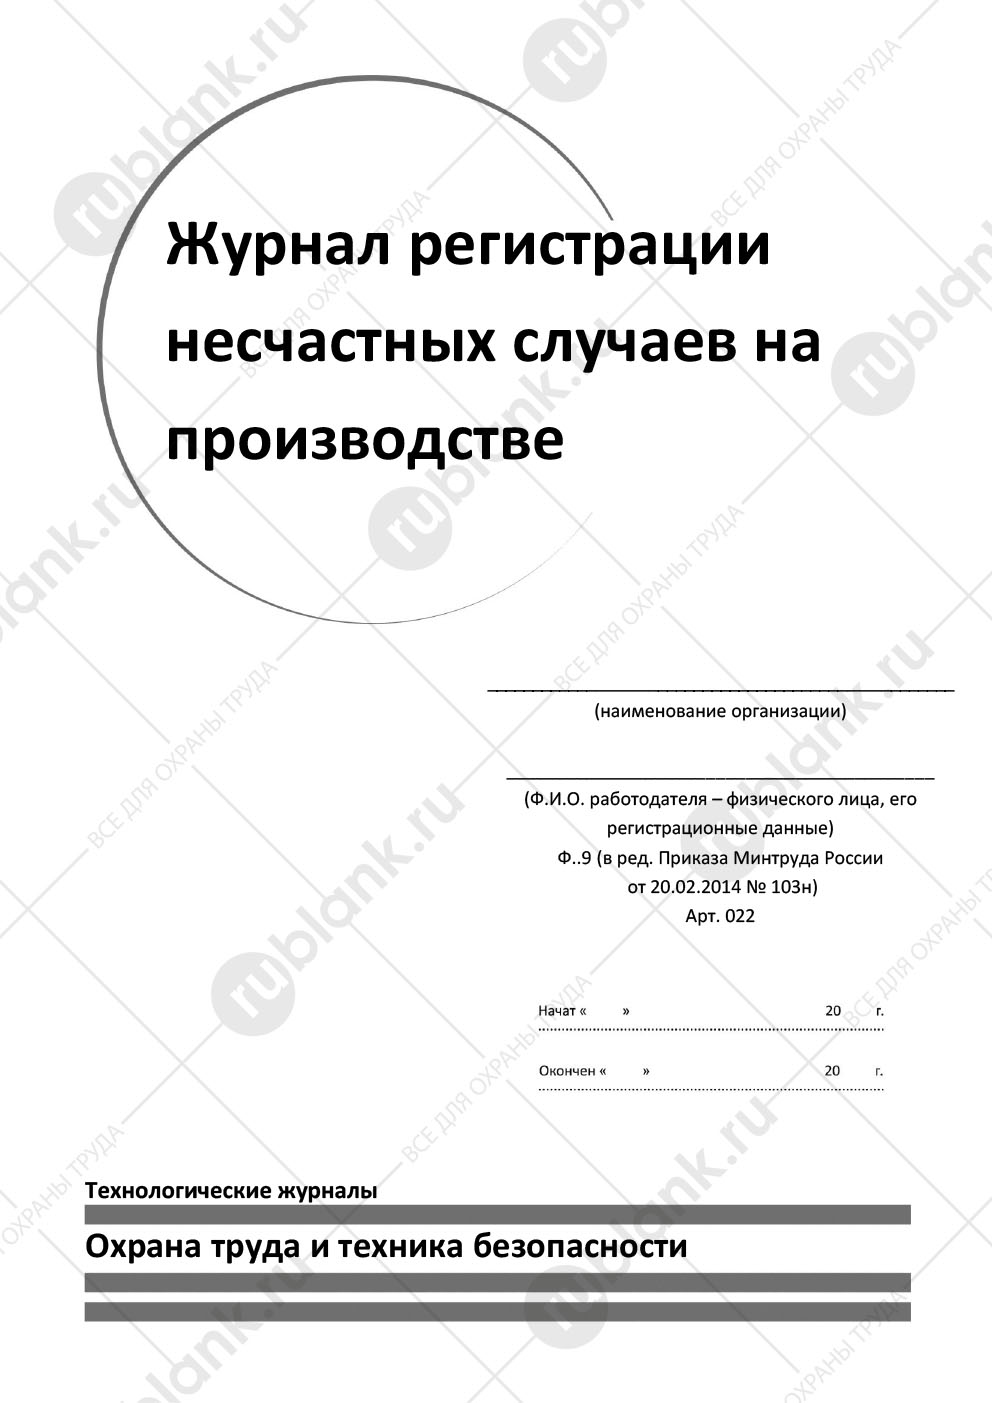 Журнал регистрации
несчастных случаев на
производстве
(наименование организации)
(Ф.И.О. работодателя – физического лица, его
регистрационные данные)
Ф..9 (в ред. Приказа Минтруда России
от 20.02.2014 № 103н)
Арт. 022
Начат « » 20 г.
Окончен « » 20 г.
Технологические журналы
Охрана труда и техника безопасности
rublank.ru
ВСЕ ДЛЯ ОХРАНЫ ТРУДА